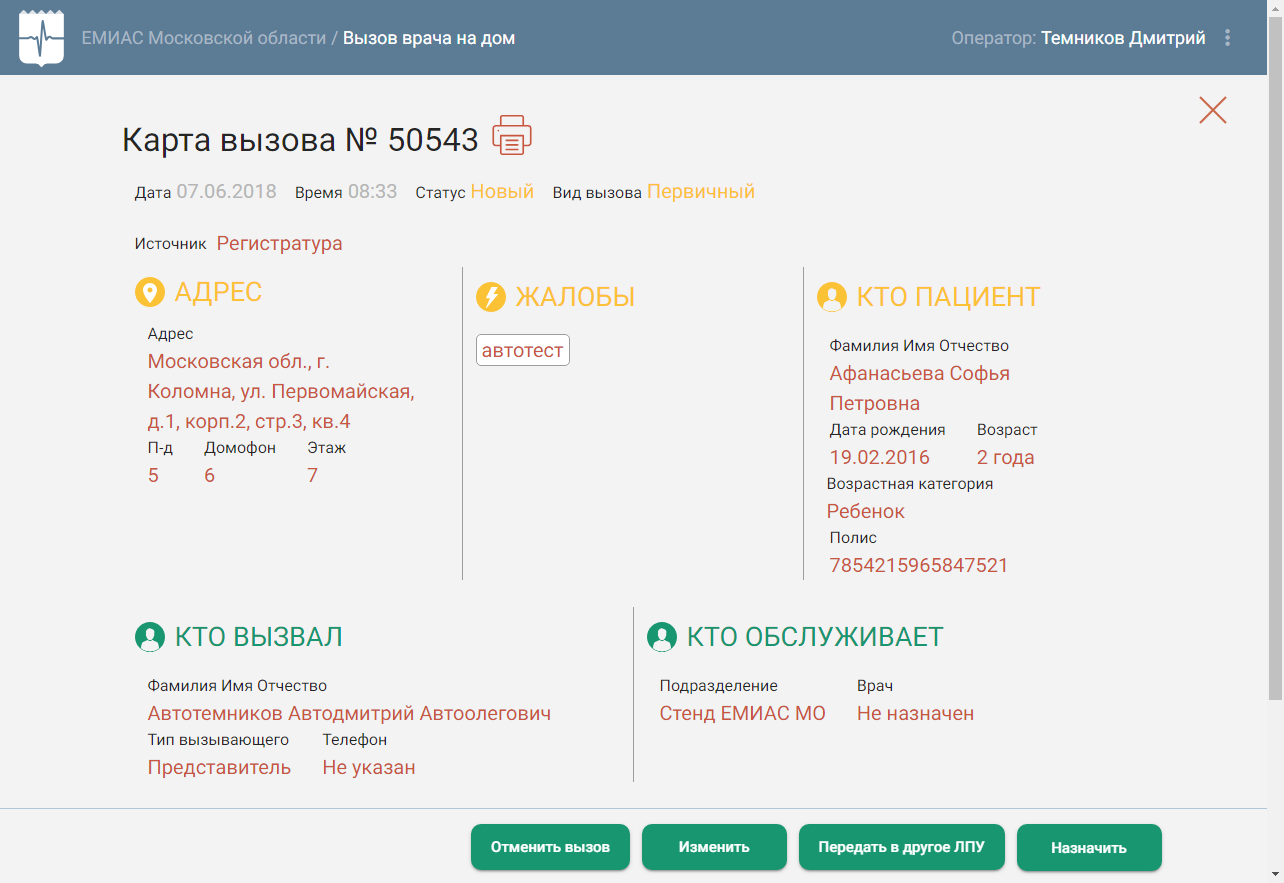 ЕМИАС Московской области / Вызов врача на дом
Оператор: Темников Дмитрий
Карта вызова № 50543
Дата 07.06.2018 Время 08:33 Статус Новый Вид вызова Первичный
Источник Регистратура
АДРЕС
Адрес
Московская обл., г.
Коломна, ул. Первомайская,
д.1, корп.2, стр.3, кв.4
П-д Домофон Этаж
5 6 7
ЖАЛОБЫ
автотест
КТО ПАЦИЕНТ
Фамилия Имя Отчество
Афанасьева Софья
Петровна
Дата рождения Возраст
19.02.2016 2 года
Возрастная категория
Ребенок
Полис
7854215965847521
КТО ВЫЗВАЛ
Фамилия Имя Отчество
Автотемников Автодмитрий Автоолегович
Тип вызывающего Телефон
Представитель Не указан
КТО ОБСЛУЖИВАЕТ
Подразделение Врач
Стенд ЕМИАС МО Не назначен
Отменить вызов Изменить Передать в другое ЛПУ Назначить